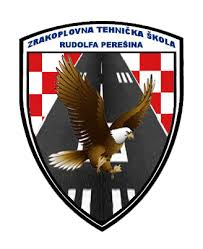 ZRAKOPLOVNA TEHNIČKA ŠKOLA
RUDOLFA PEREŠINA